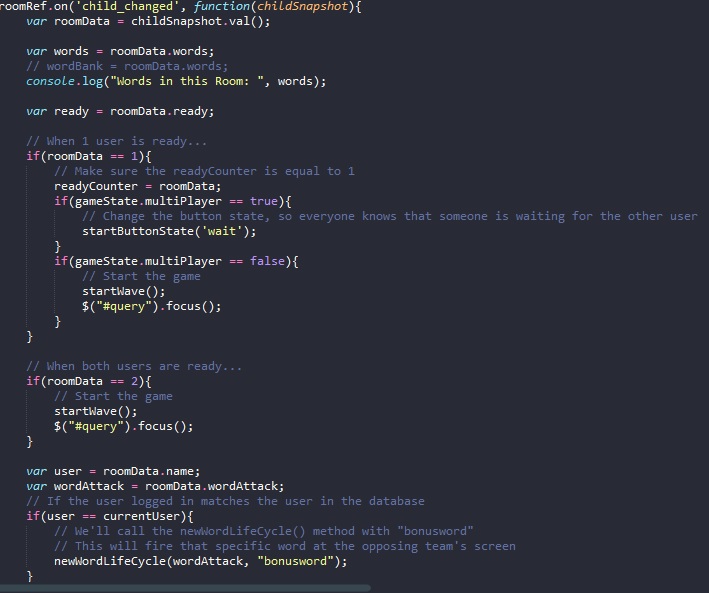 roomRef.on('child_changed', function(childSnapshot){
    var roomData = childSnapshot.val();

    var words = roomData.words;
    // wordBank = roomData.words;
    console.log("Words in this Room: ", words);

    var ready = roomData.ready;

    // When 1 user is ready...
    if(roomData == 1){
        // Make sure the readyCounter is equal to 1
        readyCounter = roomData;
        if(gameState.multiPlayer == true){
            // Change the button state, so everyone knows that someone is waiting for the other user
            startButtonState('wait');
        }
        if(gameState.multiPlayer == false){
            // Start the game
            startWave();
            $("#query").focus();
        }
    }

    // When both users are ready...
    if(roomData == 2){
        // Start the game
        startWave();
        $("#query").focus();
    }

    var user = roomData.name;
    var wordAttack = roomData.wordAttack;
    // If the user logged in matches the user in the database
    if(user == currentUser){
        // We'll call the newWordLifeCycle() method with "bonusword"
        // This will fire that specific word at the opposing team's screen
        newWordLifeCycle(wordAttack, "bonusword");
    }